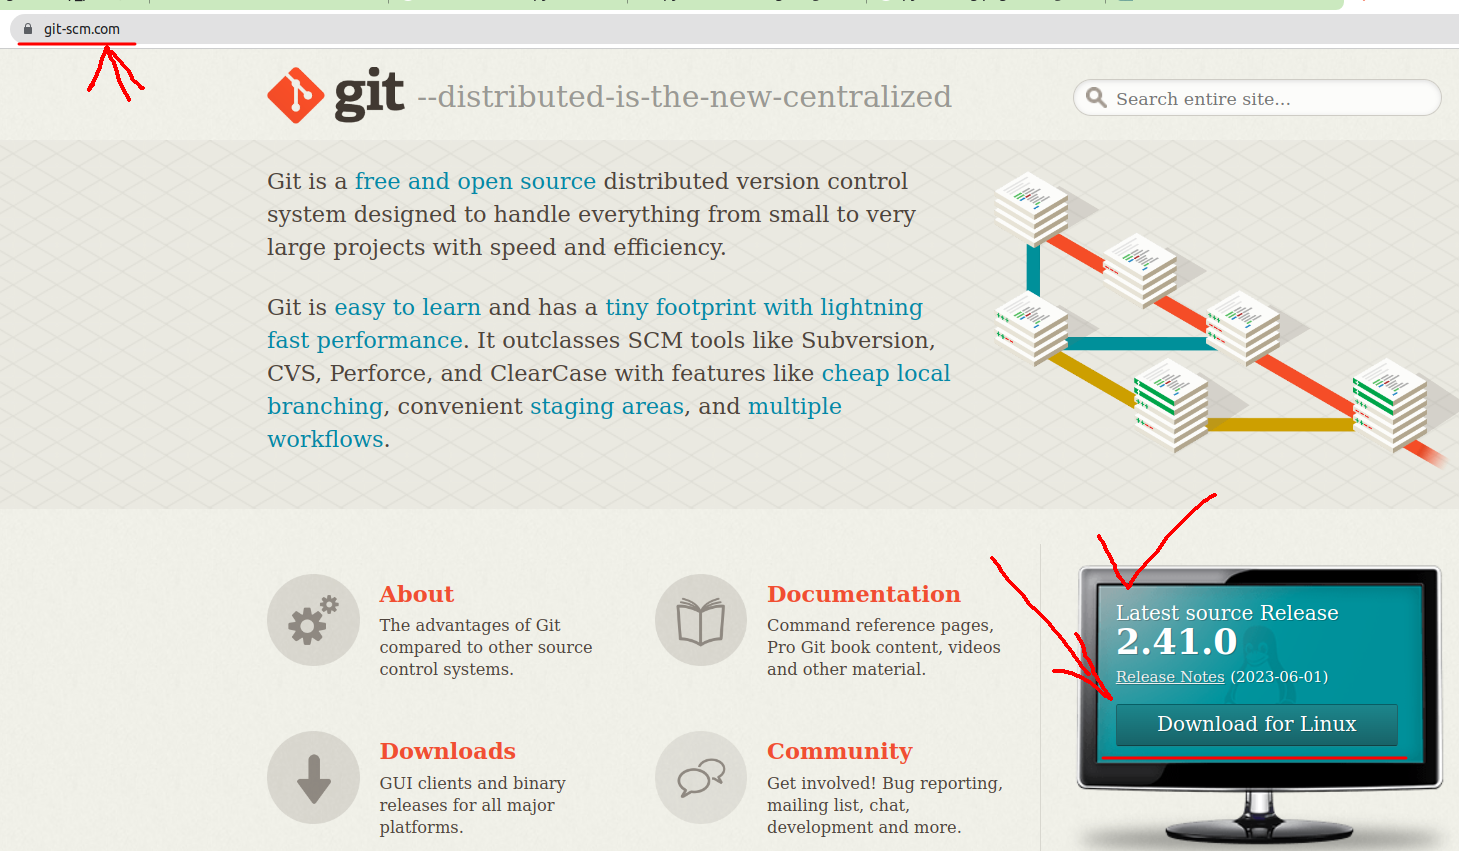 git-scm.com
git --distributed-is-the-new-centralized
Search entire site...
Git is a free and open source distributed version control
system designed to handle everything from small to very
large projects with speed and efficiency.
Git is easy to learn and has a tiny footprint with lightning
fast performance. It outclasses SCM tools like Subversion,
CVS, Perforce, and ClearCase with features like cheap local
branching, convenient staging areas, and multiple
workflows.
About
The advantages of Git
compared to other source
control systems.
Documentation
Command reference pages,
Pro Git book content, videos
and other material.
Downloads
GUI clients and binary
releases for all major
platforms.
Community
Get involved! Bug reporting,
mailing list, chat,
development and more.
Latest source Release
2.41.0
Release Notes (2023-06-01)
Download for Linux